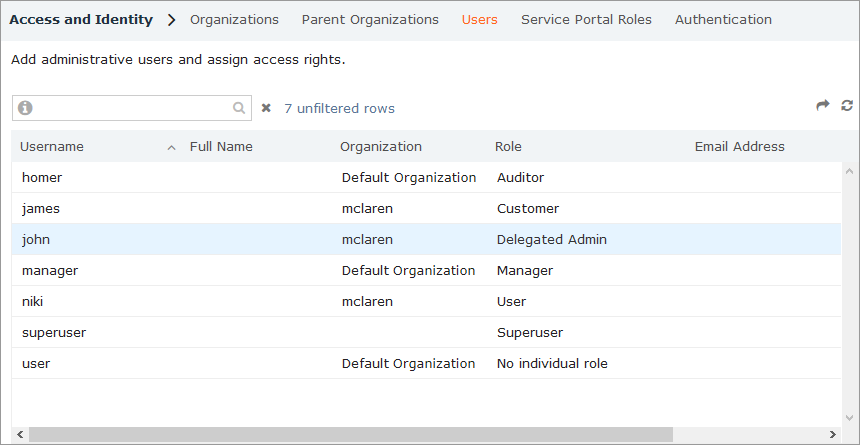 Access and Identity > Organizations Parent Organizations Users Service Portal Roles Authentication
Add administrative users and assign access rights.
7 unfiltered rows
Username Full Name Organization Role Email Address
homer Default Organization Auditor
james mclaren Customer
john mclaren Delegated Admin
manager Default Organization Manager
niki mclaren User
superuser Superuser
user Default Organization No individual role